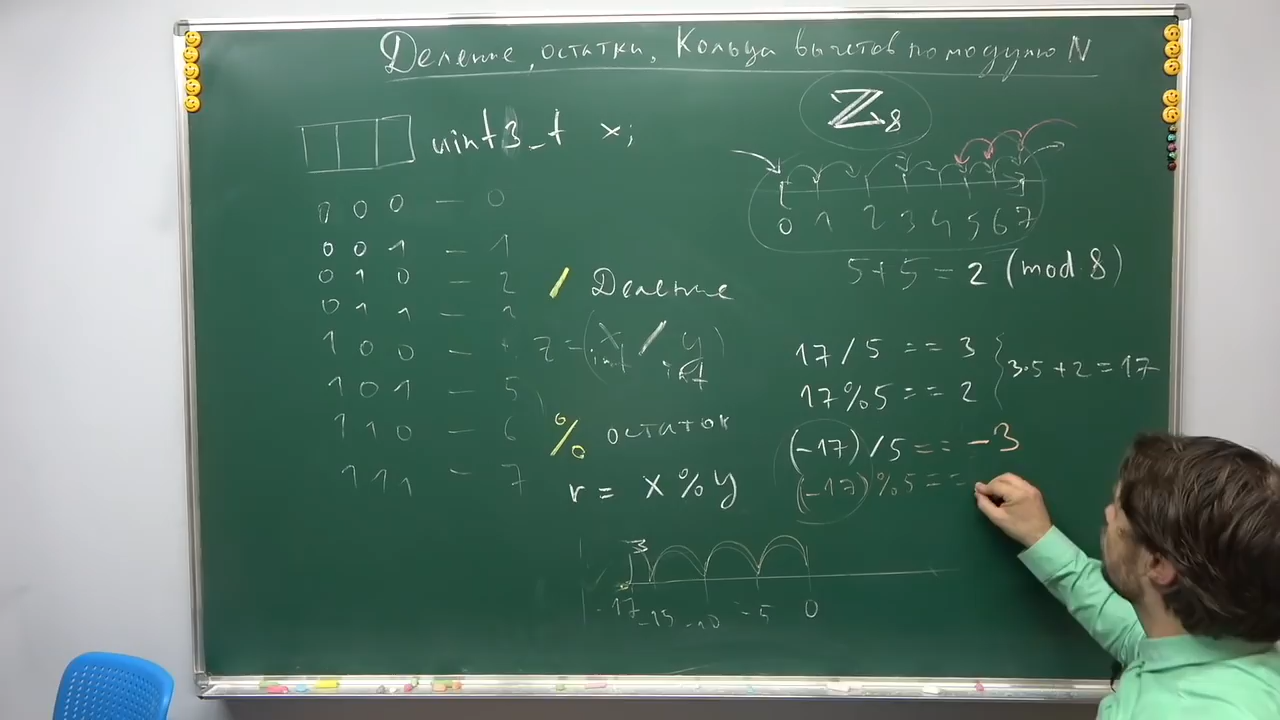 Деление, остатки, Кольца вычетов по модулю N
uint3_t x;
ℤ₈
0 0 0 — 0
0 0 1 — 1
0 1 0 — 2
0 1 1 —
1 0 0 —
1 0 1 — 5
1 1 0 — 6
1 1 1 — 7
0 1 2 3 4 5 6 7
5 + 5 = 2 (mod 8)
/ Деление
z = (x / y)
int int
% остаток
r = x % y
17 / 5 == 3
17 % 5 == 2
3·5 + 2 = 17
(-17) / 5 == -3
(-17) % 5 ==
-17 -15 -10 -5 0